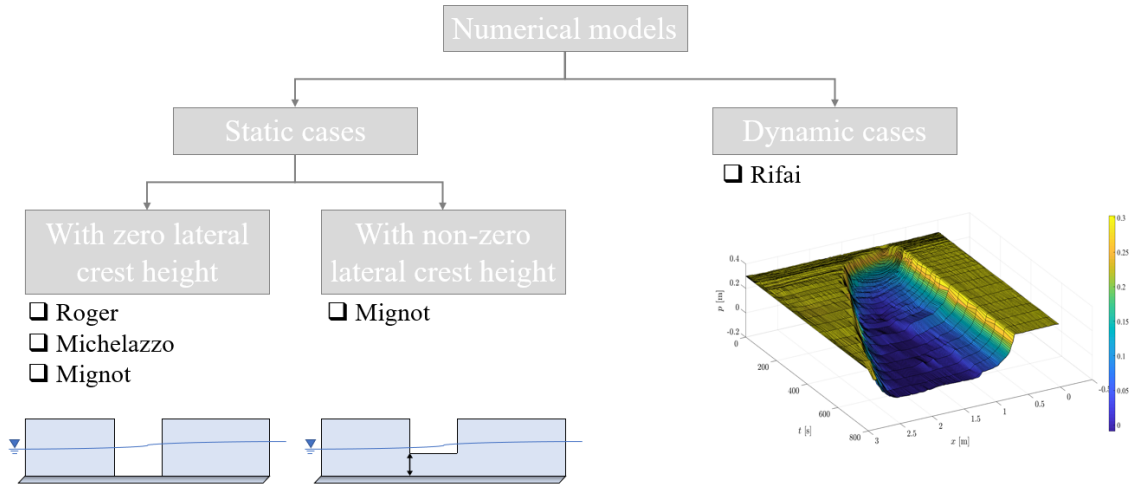 Numerical models
Static cases
Dynamic cases
❑ Rifai
With zero lateral
crest height
With non-zero
lateral crest height
❑ Roger
❑ Michelazzo
❑ Mignot
❑ Mignot
0.4
0.2
0
-0.2
p [m]
0
200
400
600
800
t [s]
3
2.5
2
1.5
1
0.5
0
-0.5
x [m]
0.3
0.25
0.2
0.15
0.1
0.05
0